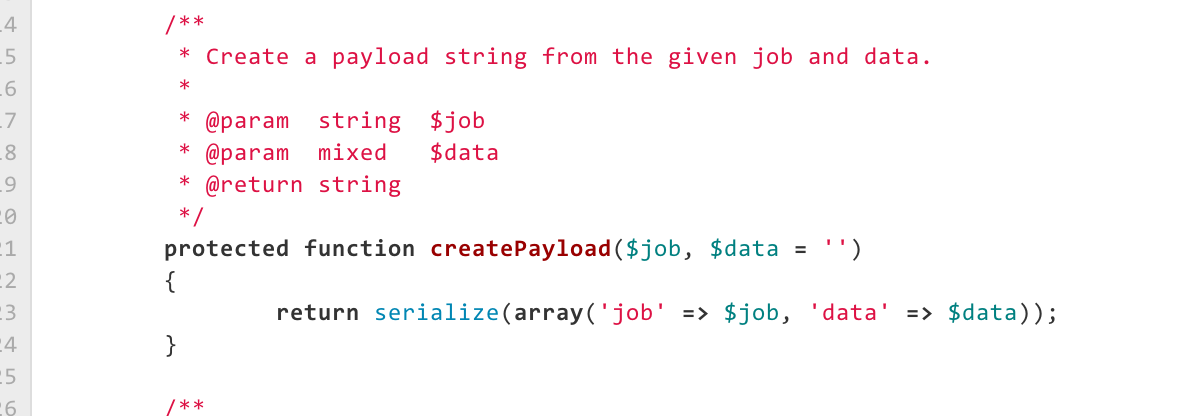 4 /**
5 * Create a payload string from the given job and data.
6 *
7 * @param string $job
8 * @param mixed $data
9 * @return string
20 */
21 protected function createPayload($job, $data = '')
22 {
23 return serialize(array('job' => $job, 'data' => $data));
24 }
25
26 /**